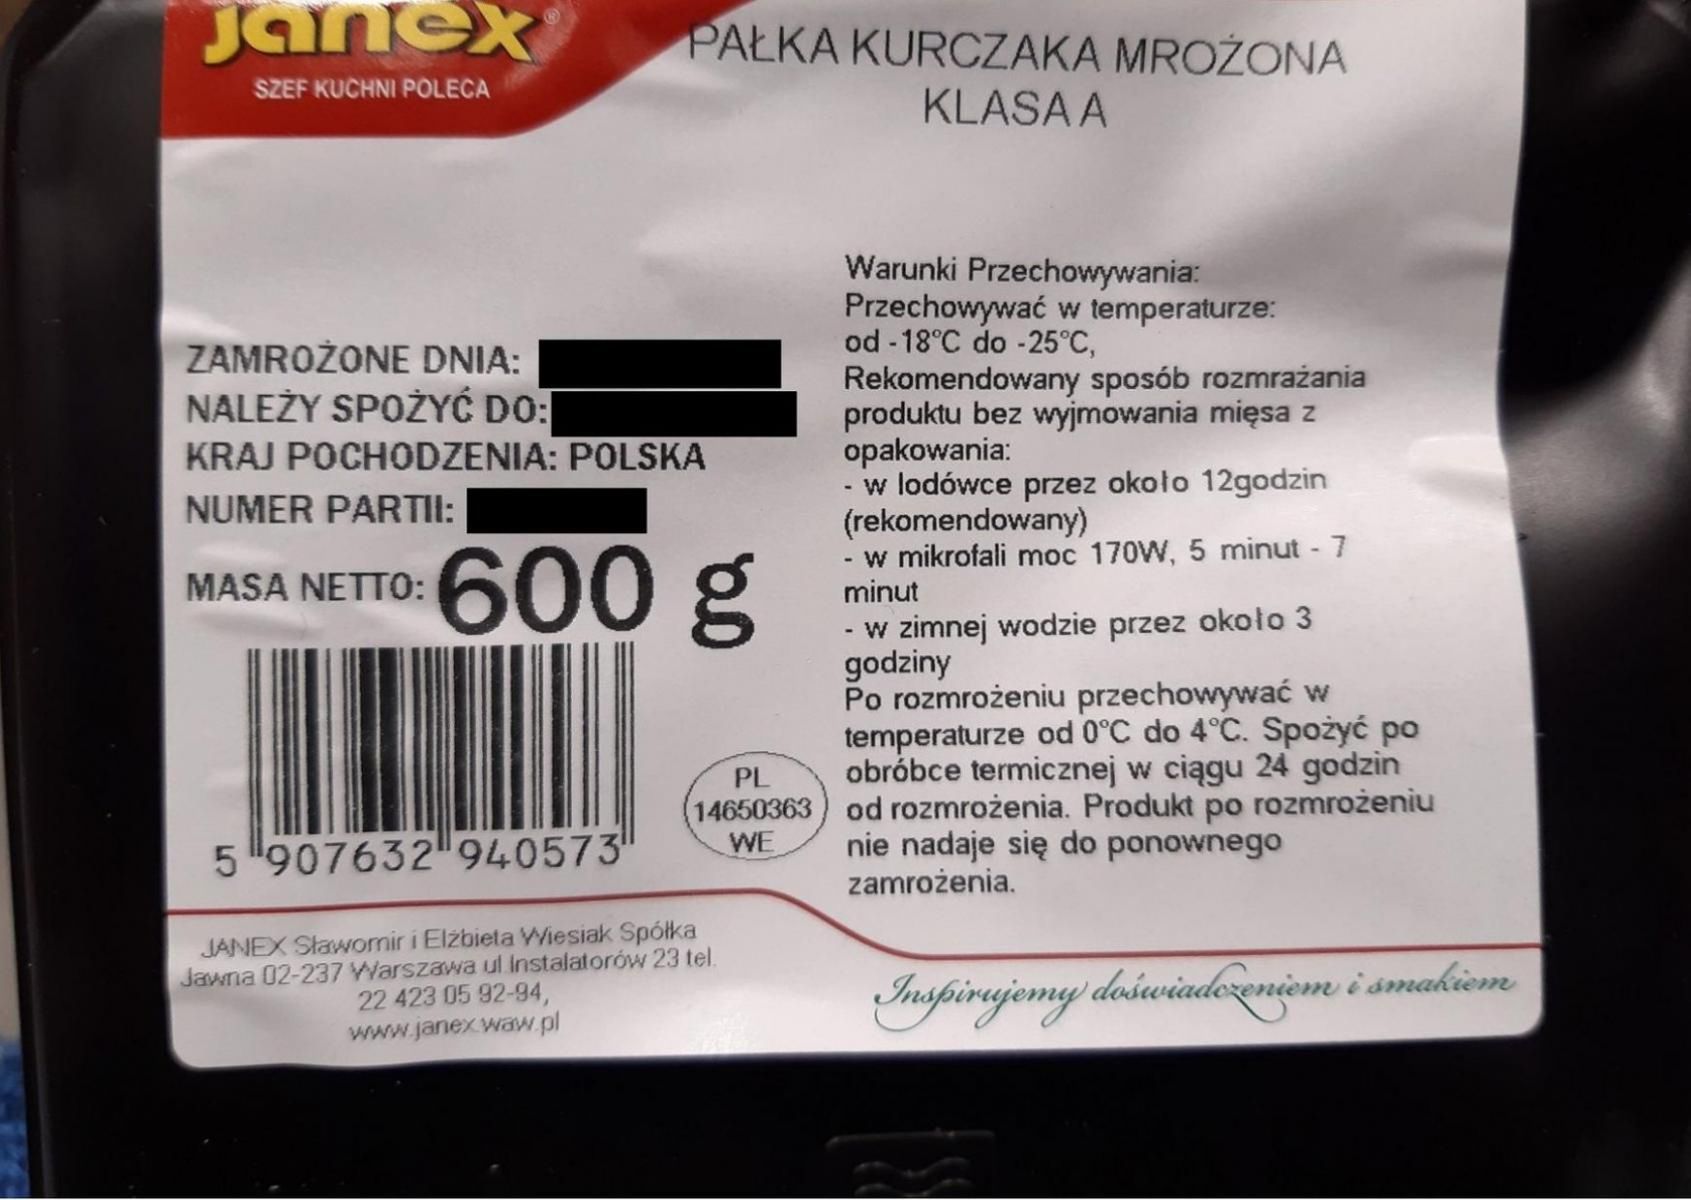 Janex®
SZEF KUCHNI POLECA
PAŁKA KURCZAKA MROŻONA
KLASA A
ZAMROŻONE DNIA:
NALEŻY SPOŻYĆ DO:
KRAJ POCHODZENIA: POLSKA
NUMER PARTII:
MASA NETTO: 600 g
5 907632 940573
PL
14650363
WE
Warunki Przechowywania:
Przechowywać w temperaturze:
od -18°C do -25°C,
Rekomendowany sposób rozmrażania
produktu bez wyjmowania mięsa z
opakowania:
- w lodówce przez około 12godzin
(rekomendowany)
- w mikrofali moc 170W, 5 minut - 7
minut
- w zimnej wodzie przez około 3
godziny
Po rozmrożeniu przechowywać w
temperaturze od 0°C do 4°C. Spożyć po
obróbce termicznej w ciągu 24 godzin
od rozmrożenia. Produkt po rozmrożeniu
nie nadaje się do ponownego
zamrożenia.
JANEX Sławomir i Elżbieta Wiesiak Spółka
Jawna 02-237 Warszawa ul.Instalatorów 23 tel.
22 423 05 92-94,
www.janex.waw.pl
Inspirujemy doświadczeniem i smakiem